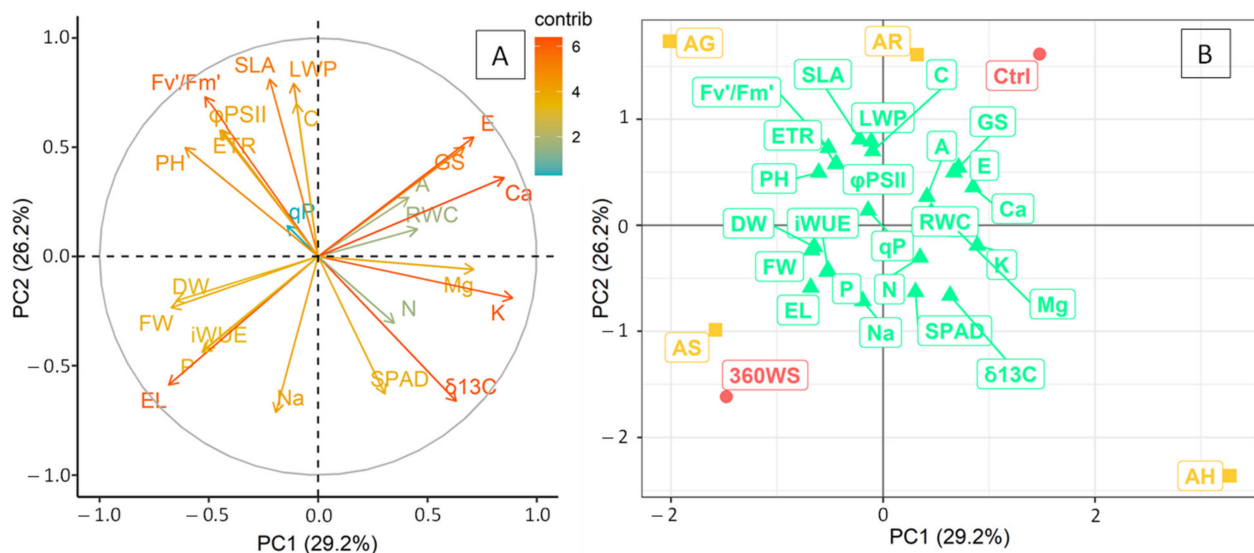 A
contrib
6
4
2
1.0
0.5
0.0
−0.5
−1.0
PC2 (26.2%)
SLA
LWP
Fv'/Fm'
φPSII
C
ETR
PH
E
GS
A
Ca
RWC
qP
Mg
K
N
DW
FW
iWUE
P
EL
Na
SPAD
δ13C
−1.0
−0.5
0.0
0.5
1.0
PC1 (29.2%)
B
AG
AR
Ctrl
SLA
C
Fv'/Fm'
LWP
GS
ETR
A
E
PH
φPSII
Ca
DW
iWUE
RWC
qP
K
FW
P
N
Mg
EL
Na
SPAD
AS
δ13C
360WS
AH
1
0
−1
−2
PC2 (26.2%)
−2
0
2
PC1 (29.2%)